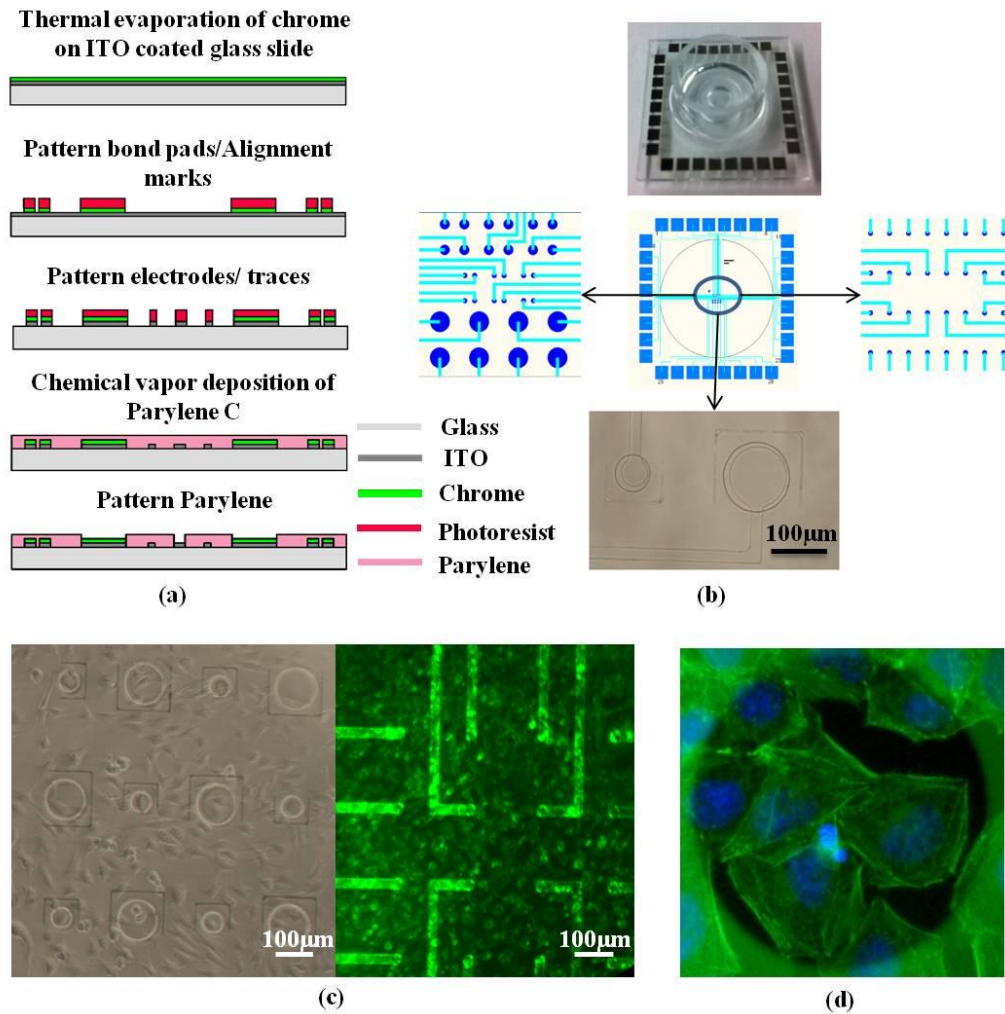 Thermal evaporation of chrome
on ITO coated glass slide
Pattern bond pads/Alignment
marks
Pattern electrodes/ traces
Chemical vapor deposition of
Parylene C
Pattern Parylene
(a)
Glass
ITO
Chrome
Photoresist
Parylene
100μm
(b)
100μm
100μm
(c)
(d)